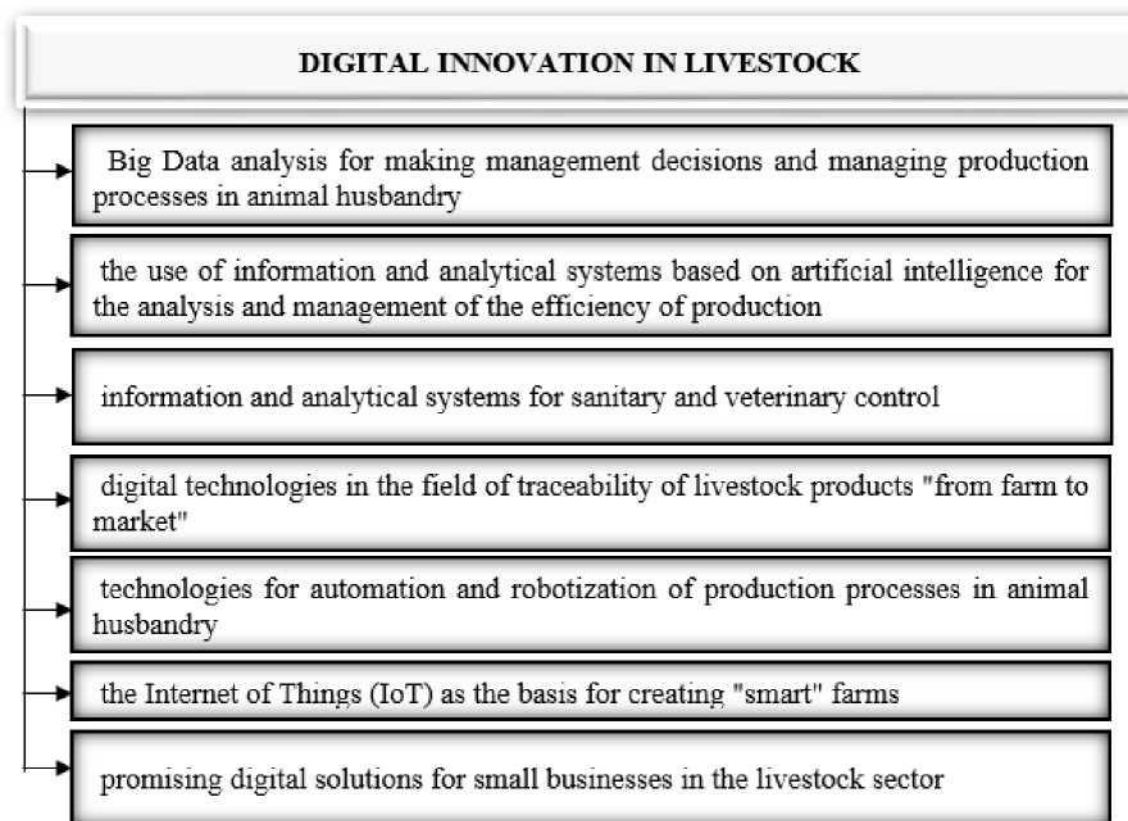 DIGITAL INNOVATION IN LIVESTOCK
Big Data analysis for making management decisions and managing production
processes in animal husbandry
the use of information and analytical systems based on artificial intelligence for
the analysis and management of the efficiency of production
information and analytical systems for sanitary and veterinary control
digital technologies in the field of traceability of livestock products "from farm to
market"
technologies for automation and robotization of production processes in animal
husbandry
the Internet of Things (IoT) as the basis for creating "smart" farms
promising digital solutions for small businesses in the livestock sector